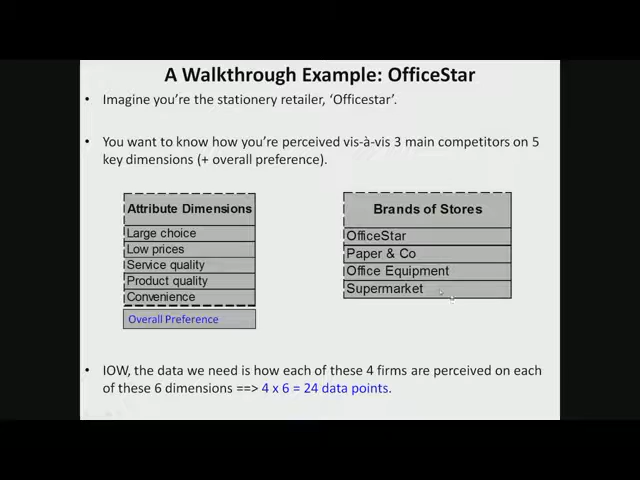 A Walkthrough Example: OfficeStar
• Imagine you're the stationery retailer, 'Officestar'.
• You want to know how you're perceived vis-à-vis 3 main competitors on 5
key dimensions (+ overall preference).
Attribute Dimensions
Large choice
Low prices
Service quality
Product quality
Convenience
Overall Preference
Brands of Stores
OfficeStar
Paper & Co
Office Equipment
Supermarket
• IOW, the data we need is how each of these 4 firms are perceived on each
of these 6 dimensions ==> 4 x 6 = 24 data points.